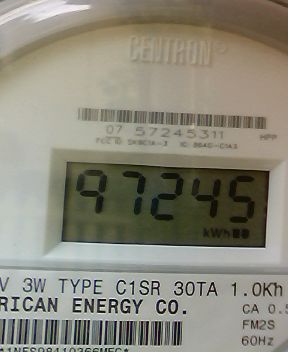 CENTRON®
07 57245311
HPP
97245
kWh
V 3W TYPE C1SR 30TA 1.0Kh
RICAN ENERGY CO.
CA 0.5
FM2S
60Hz